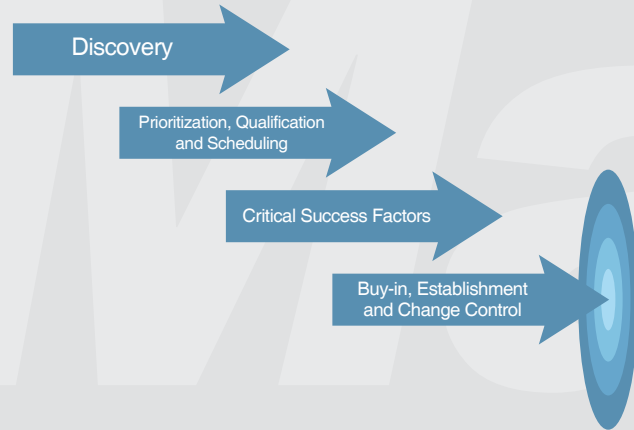 Discovery
Prioritization, Qualification
and Scheduling
Critical Success Factors
Buy-in, Establishment
and Change Control